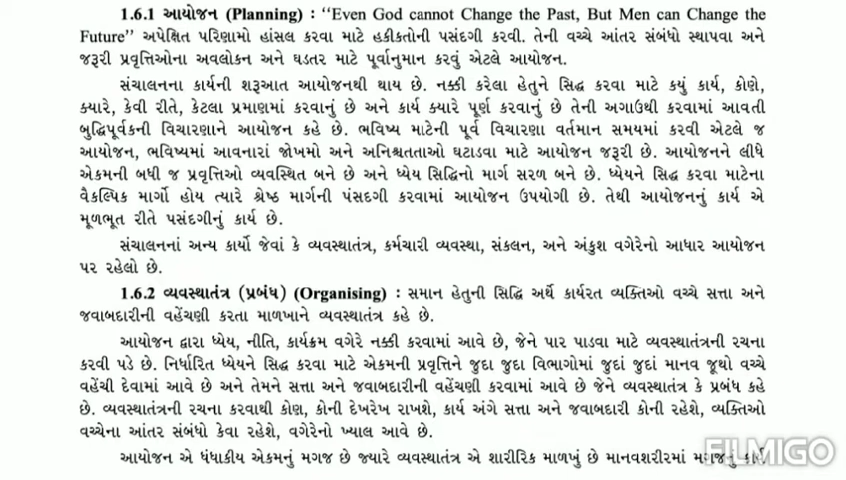 1.6.1 આયોજન (Planning) : “Even God cannot Change the Past, But Men can Change the
Future” અપેક્ષિત પરિણામો હાંસલ કરવા માટે હકીકતોની પસંદગી કરવી. તેની વચ્ચે આંતર સંબંધો સ્થાપવા અને
જરૂરી પ્રવૃત્તિઓના અવલોકન અને ઘડતર માટે પૂર્વાનુમાન કરવું એટલે આયોજન.
સંચાલનના કાર્યની શરૂઆત આયોજનથી થાય છે. નક્કી કરેલા હેતુને સિદ્ધ કરવા માટે કયું કાર્ય, કોણે,
ક્યારે, કેવી રીતે, કેટલા પ્રમાણમાં કરવાનું છે અને કાર્ય ક્યારે પૂર્ણ કરવાનું છે તેની અગાઉથી કરવામાં આવતી
બુદ્ધિપૂર્વકની વિચારણાને આયોજન કહે છે. ભવિષ્ય માટેની પૂર્વ વિચારણા વર્તમાન સમયમાં કરવી એટલે જ
આયોજન, ભવિષ્યમાં આવનારાં જોખમો અને અનિશ્ચતતાઓ ઘટાડવા માટે આયોજન જરૂરી છે. આયોજનને લીધે
એકમની બધી જ પ્રવૃત્તિઓ વ્યવસ્થિત બને છે અને ધ્યેય સિદ્ધિનો માર્ગ સરળ બને છે. ધ્યેયને સિદ્ધ કરવા માટેના
વૈકલ્પિક માર્ગો હોય ત્યારે શ્રેષ્ઠ માર્ગની પંસદગી કરવામાં આયોજન ઉપયોગી છે. તેથી આયોજનનું કાર્ય એ
મૂળભૂત રીતે પસંદગીનું કાર્ય છે.
સંચાલનનાં અન્ય કાર્યો જેવાં કે વ્યવસ્થાતંત્ર, કર્મચારી વ્યવસ્થા, સંકલન, અને અંકુશ વગેરેનો આધાર આયોજન
પર રહેલો છે.
1.6.2 વ્યવસ્થાતંત્ર (પ્રબંધ) (Organising) : સમાન હેતુની સિદ્ધિ અર્થે કાર્યરત વ્યક્તિઓ વચ્ચે સત્તા અને
જવાબદારીની વહેંચણી કરતા માળખાને વ્યવસ્થાતંત્ર કહે છે.
આયોજન દ્વારા ધ્યેય, નીતિ, કાર્યક્રમ વગેરે નક્કી કરવામાં આવે છે, જેને પાર પાડવા માટે વ્યવસ્થાતંત્રની રચના
કરવી પડે છે. નિર્ધારિત ધ્યેયને સિદ્ધ કરવા માટે એકમની પ્રવૃત્તિને જુદા જુદા વિભાગોમાં જુદાં જુદાં માનવ જૂથો વચ્ચે
વહેંચી દેવામાં આવે છે અને તેમને સત્તા અને જવાબદારીની વહેંચણી કરવામાં આવે છે જેને વ્યવસ્થાતંત્ર કે પ્રબંધ કહે
છે. વ્યવસ્થાતંત્રની રચના કરવાથી કોણ, કોની દેખરેખ રાખશે, કાર્ય અંગે સત્તા અને જવાબદારી કોની રહેશે, વ્યક્તિઓ
વચ્ચેના આંતર સંબંધો કેવા રહેશે, વગેરેનો ખ્યાલ આવે છે.
આયોજન એ ધંધાકીય એકમનું મગજ છે જ્યારે વ્યવસ્થાતંત્ર એ શારીરિક માળખું છે માનવશરીરમાં મગજનું કાર્ય
FILMIGO